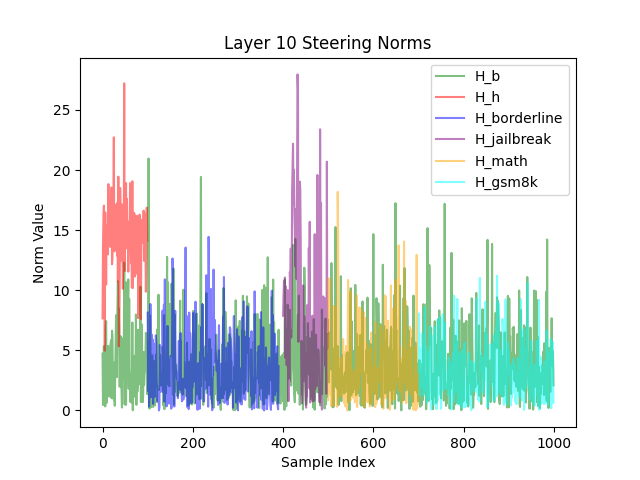 Layer 10 Steering Norms
Norm Value
25
20
15
10
5
0
0 200 400 600 800 1000
Sample Index
H_b
H_h
H_borderline
H_jailbreak
H_math
H_gsm8k